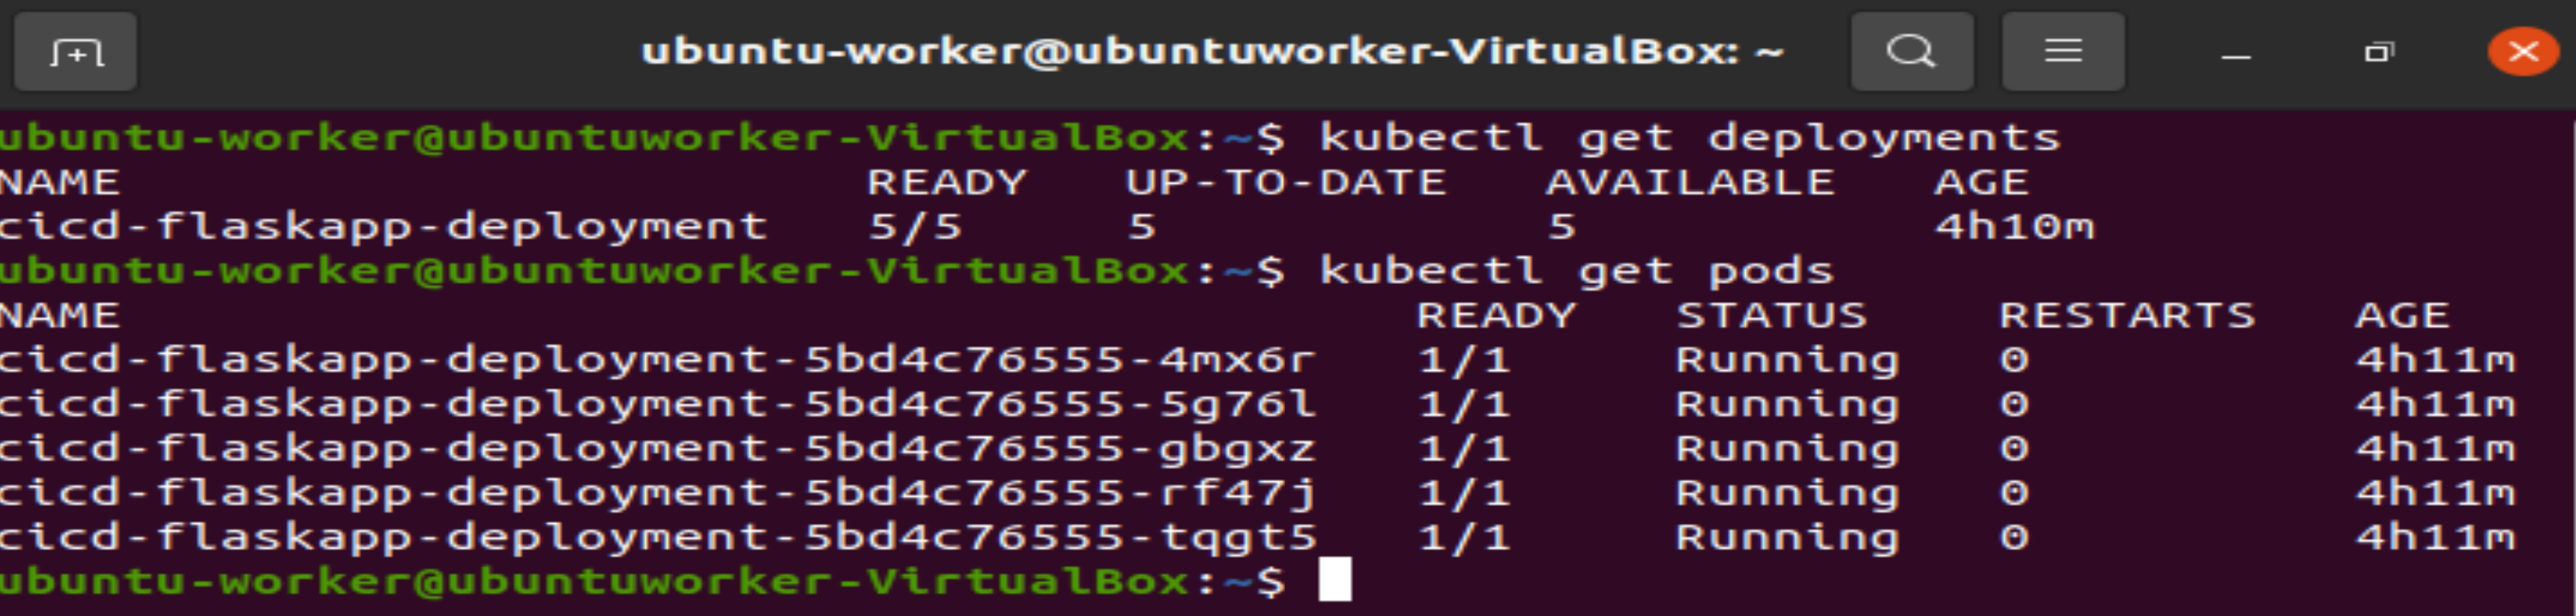 ubuntu-worker@ubuntuworker-VirtualBox: ~
ubuntu-worker@ubuntuworker-VirtualBox:~$ kubectl get deployments
NAME READY UP-TO-DATE AVAILABLE AGE
cicd-flaskapp-deployment 5/5 5 5 4h10m
ubuntu-worker@ubuntuworker-VirtualBox:~$ kubectl get pods
NAME READY STATUS RESTARTS AGE
cicd-flaskapp-deployment-5bd4c76555-4mx6r 1/1 Running 0 4h11m
cicd-flaskapp-deployment-5bd4c76555-5g76l 1/1 Running 0 4h11m
cicd-flaskapp-deployment-5bd4c76555-gbgxz 1/1 Running 0 4h11m
cicd-flaskapp-deployment-5bd4c76555-rf47j 1/1 Running 0 4h11m
cicd-flaskapp-deployment-5bd4c76555-tqgt5 1/1 Running 0 4h11m
ubuntu-worker@ubuntuworker-VirtualBox:~$